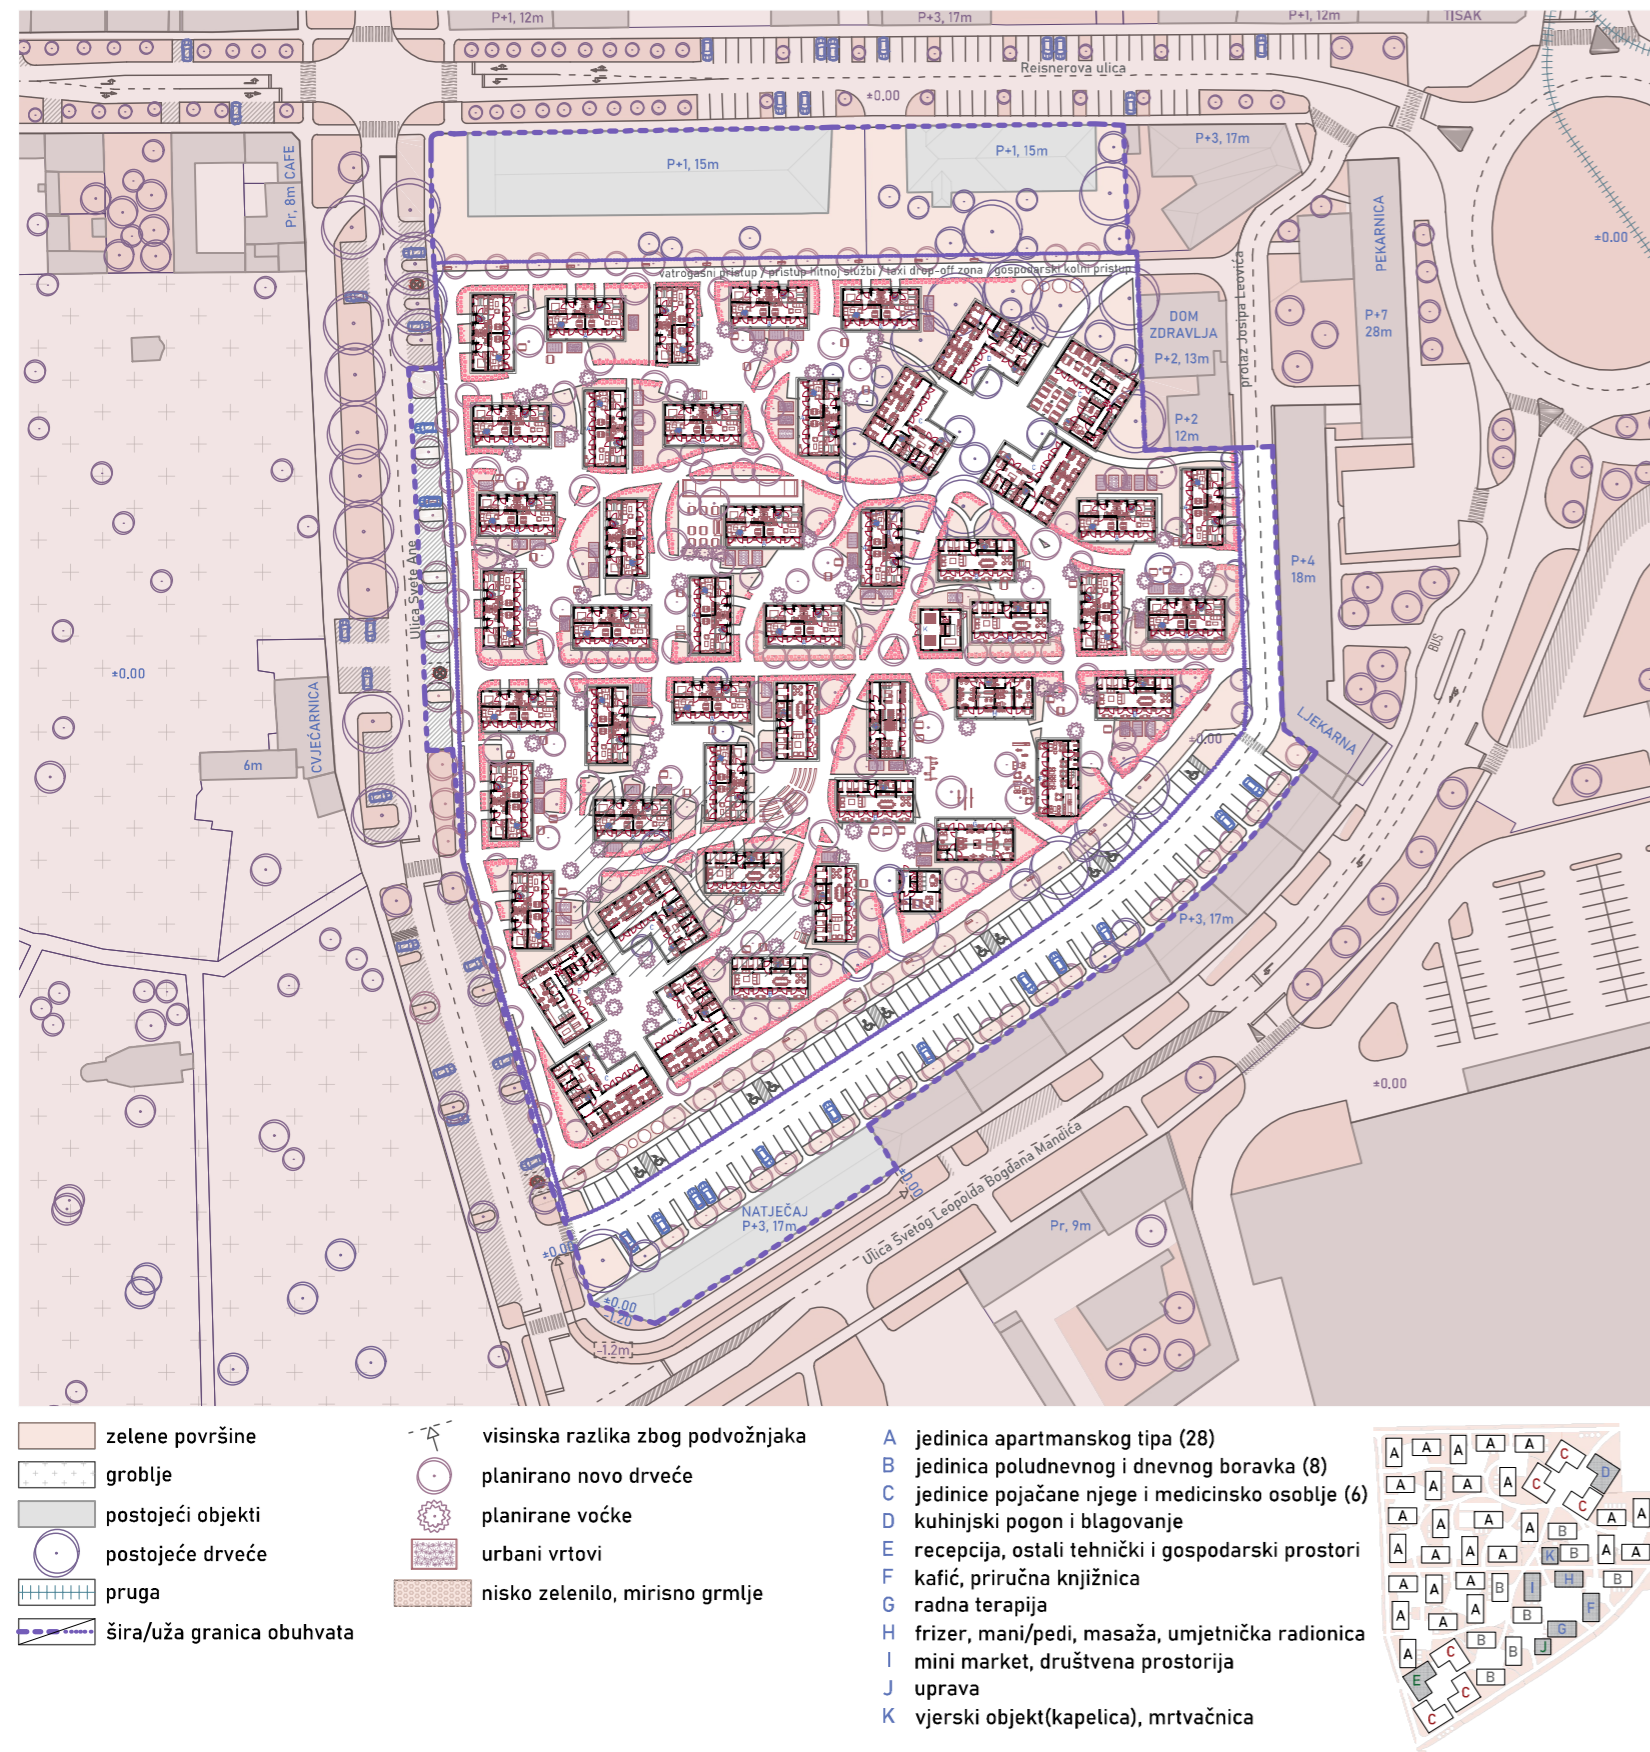 P+1, 12m
P+3, 17m
P+1, 12m
TISAK
Reisnerova ulica
±0.00
Pr, 8m CAFE
P+1, 15m
P+1, 15m
P+3, 17m
PEKARNICA
±0.00
vatrogasni pristup / pristup hitnoj službi / taxi drop-off zona / gospodarski kolni pristup
prolaz Josipa Leovića
DOM
ZDRAVLJA
P+2, 13m
P+7
28m
P+2
12m
Ulica Svete Ane
P+4
18m
BUS
±0.00
CVJEĆARNICA
6m
±0.00
LJEKARNA
P+3, 17m
±0.00
±0.00
Ulica Svetog Leopolda Bogdana Mandića
NATJEČAJ
P+3, 17m
Pr, 9m
±0.00
±0.00
-1.20
-1.2m
zelene površine
groblje
postojeći objekti
postojeće drveće
pruga
šira/uža granica obuhvata
visinska razlika zbog podvožnjaka
planirano novo drveće
planirane voćke
urbani vrtovi
nisko zelenilo, mirisno grmlje
A jedinica apartmanskog tipa (28)
B jedinica poludnevnog i dnevnog boravka (8)
C jedinice pojačane njege i medicinsko osoblje (6)
D kuhinjski pogon i blagovanje
E recepcija, ostali tehnički i gospodarski prostori
F kafić, priručna knjižnica
G radna terapija
H frizer, mani/pedi, masaža, umjetnička radionica
I mini market, društvena prostorija
J uprava
K vjerski objekt(kapelica), mrtvačnica
A A A A A C
A A A A C D
C
A A A A B A A
A A A A K B A A
A A A B I H B
A A A B F
B G
A C B B J
E C B
C